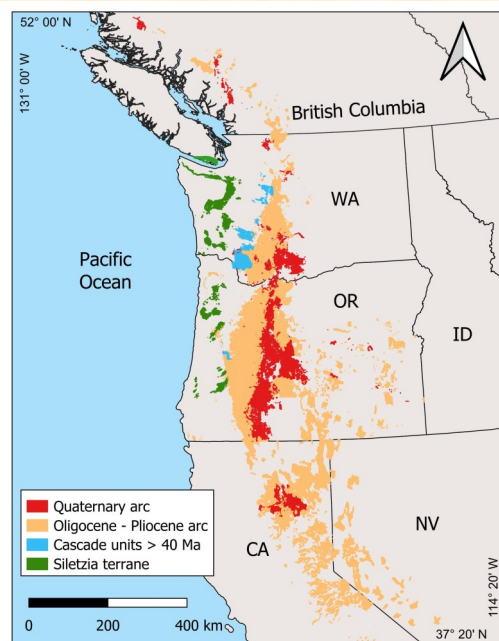 52° 00' N
131° 00' W
British Columbia
WA
Pacific
Ocean
OR
ID
Quaternary arc
Oligocene - Pliocene arc
Cascade units > 40 Ma
Siletzia terrane
CA
NV
0 200 400 km
114° 20' W
37° 20' N